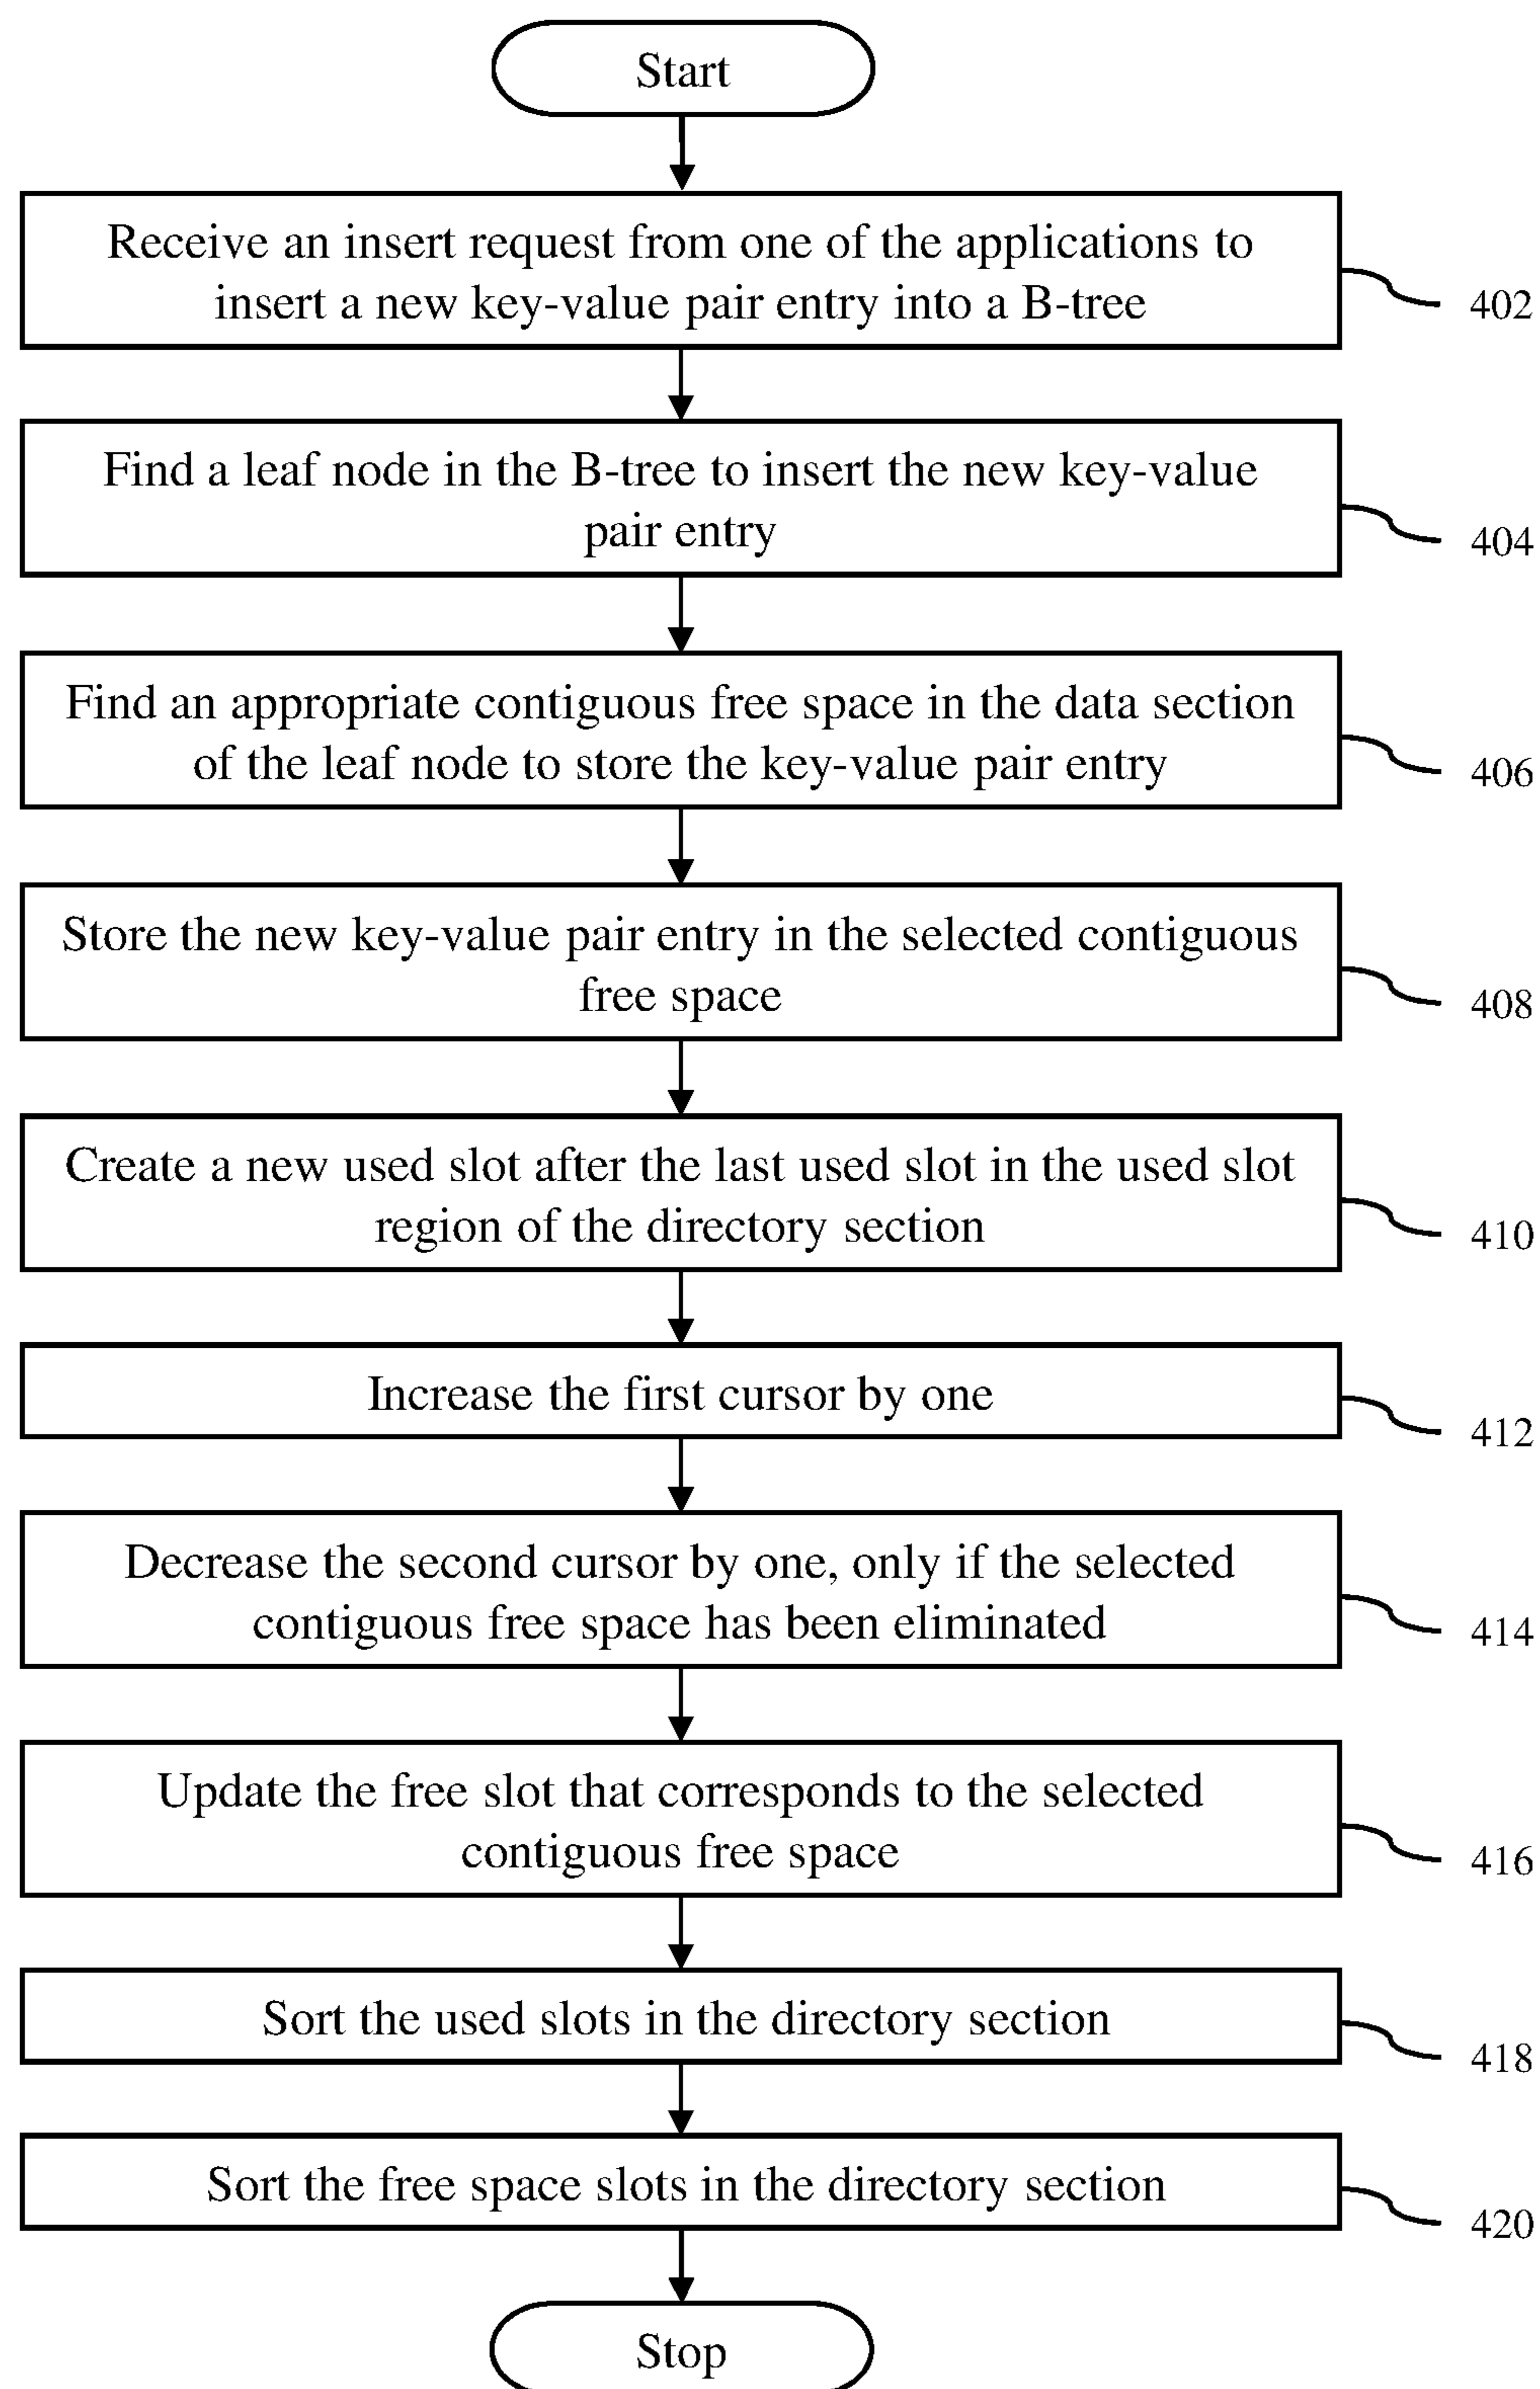 Start
Receive an insert request from one of the applications to
insert a new key-value pair entry into a B-tree
402
Find a leaf node in the B-tree to insert the new key-value
pair entry
404
Find an appropriate contiguous free space in the data section
of the leaf node to store the key-value pair entry
406
Store the new key-value pair entry in the selected contiguous
free space
408
Create a new used slot after the last used slot in the used slot
region of the directory section
410
Increase the first cursor by one
412
Decrease the second cursor by one, only if the selected
contiguous free space has been eliminated
414
Update the free slot that corresponds to the selected
contiguous free space
416
Sort the used slots in the directory section
418
Sort the free space slots in the directory section
420
Stop